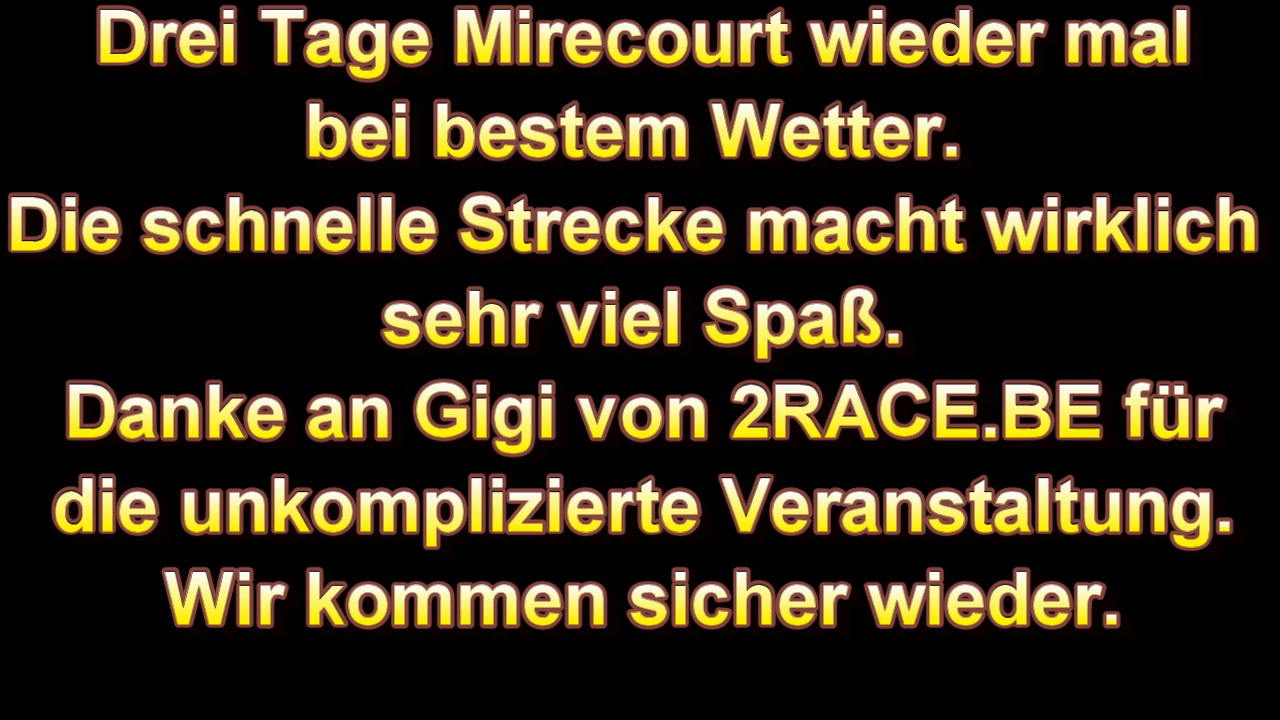 Drei Tage Mirecourt wieder mal
bei bestem Wetter.
Die schnelle Strecke macht wirklich
sehr viel Spaß.
Danke an Gigi von 2RACE.BE für
die unkomplizierte Veranstaltung.
Wir kommen sicher wieder.